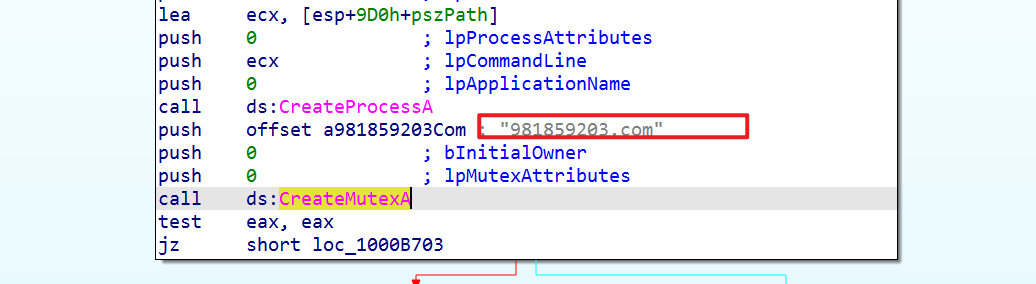 lea ecx, [esp+9D0h+pszPath]
push 0 ; lpProcessAttributes
push ecx ; lpCommandLine
push 0 ; lpApplicationName
call ds:CreateProcessA
push offset a981859203Com ; "981859203.com"
push 0 ; bInitialOwner
push 0 ; lpMutexAttributes
call ds:CreateMutexA
test eax, eax
jz short loc_1000B703